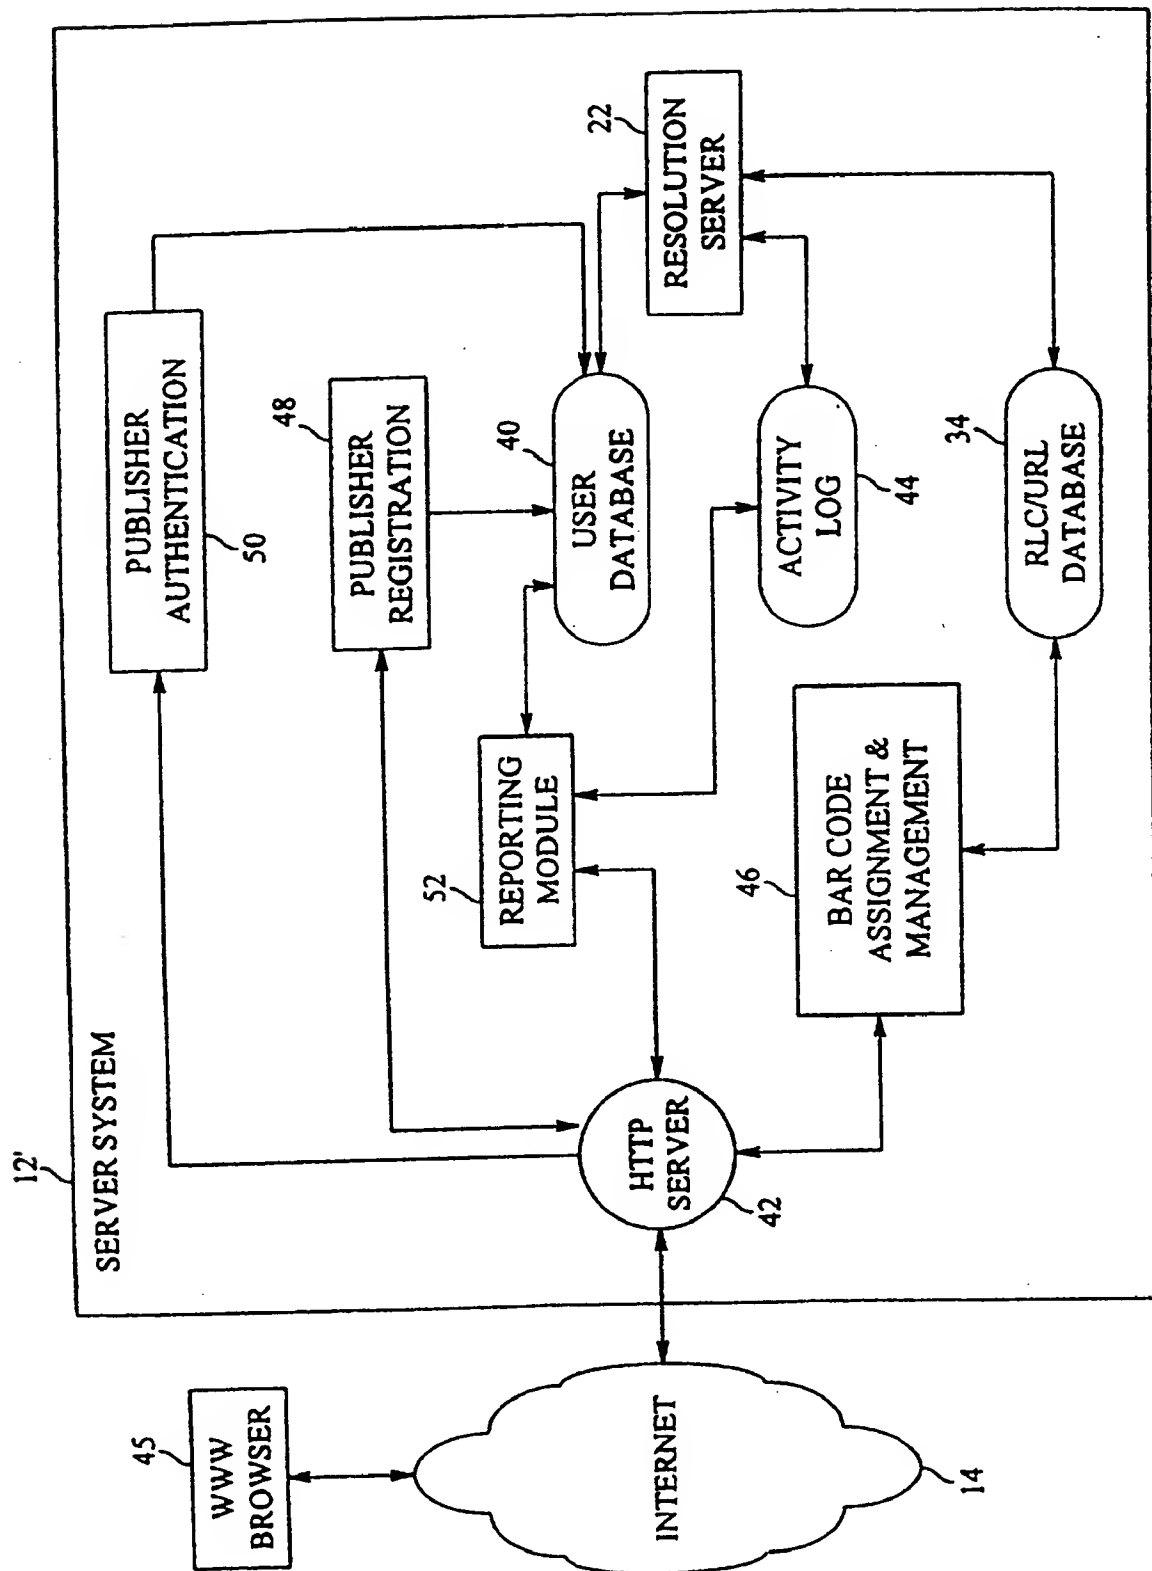 12'
SERVER SYSTEM
45
WWW
BROWSER
INTERNET
14
HTTP
SERVER
42
PUBLISHER
AUTHENTICATION
50
48
PUBLISHER
REGISTRATION
52
REPORTING
MODULE
40
USER
DATABASE
22
RESOLUTION
SERVER
ACTIVITY
LOG
44
46
BAR CODE
ASSIGNMENT &
MANAGEMENT
34
RLC/URL
DATABASE